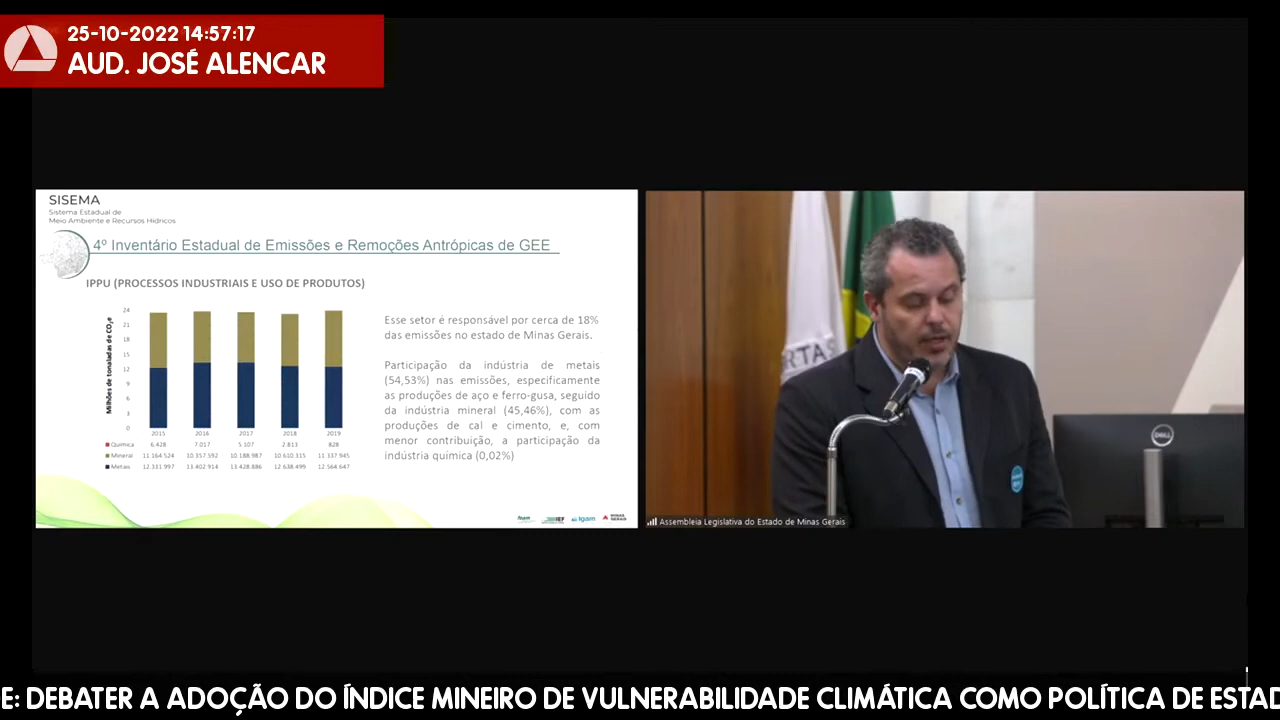 25-10-2022 14:57:17
AUD. JOSÉ ALENCAR
SISEMA
Sistema Estadual de
Meio Ambiente e Recursos Hídricos
4º Inventário Estadual de Emissões e Remoções Antrópicas de GEE
IPPU (PROCESSOS INDUSTRIAIS E USO DE PRODUTOS)
Milhões de toneladas de CO₂e
24
21
18
15
12
9
6
3
0
2015 2016 2017 2018 2019
Química 6.428 7.017 5.107 2.813 828
Mineral 11.164.524 10.357.592 10.188.987 10.610.315 11.337.945
Metais 12.331.997 13.402.914 13.428.886 12.638.499 12.564.647
Esse setor é responsável por cerca de 18%
das emissões no estado de Minas Gerais.
Participação da indústria de metais
(54,53%) nas emissões, especificamente
as produções de aço e ferro-gusa, seguido
da indústria mineral (45,46%), com as
produções de cal e cimento, e, com
menor contribuição, a participação da
indústria química (0,02%)
feam
IEF
igam
MINAS
GERAIS
RTAS
DELL
Assembleia Legislativa do Estado de Minas Gerais
E: DEBATER A ADOÇÃO DO ÍNDICE MINEIRO DE VULNERABILIDADE CLIMÁTICA COMO POLÍTICA DE ESTAD